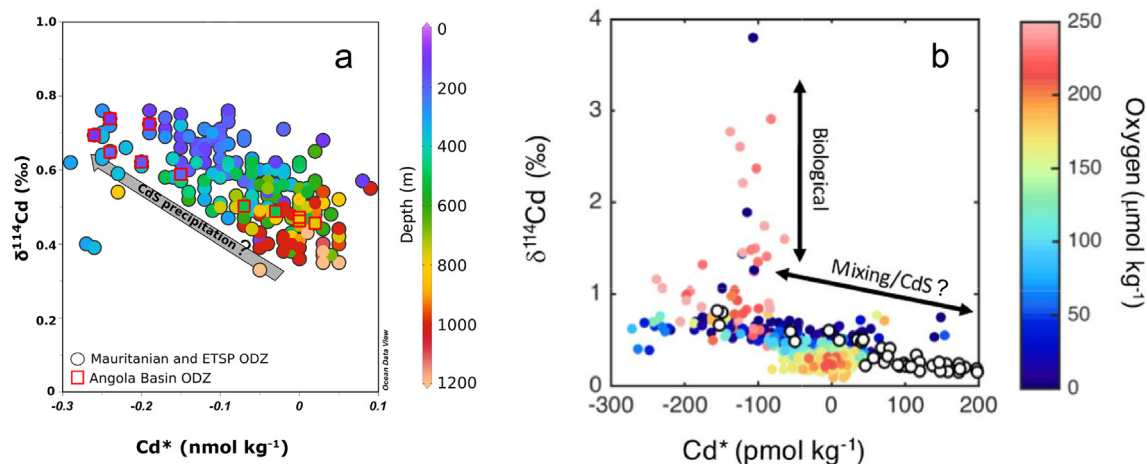 a
δ¹¹⁴Cd (‰)
1.0
0.8
0.6
0.4
0.2
0
-0.3
-0.2
-0.1
0
0.1
Cd* (nmol kg⁻¹)
CdS precipitation ?
Mauritanian and ETSP ODZ
Angola Basin ODZ
Ocean Data View
Depth (m)
0
200
400
600
800
1000
1200
b
δ¹¹⁴Cd (‰)
4
3
2
1
0
-300
-200
-100
0
100
200
Cd* (pmol kg⁻¹)
Biological
Mixing/CdS ?
Oxygen (μmol kg⁻¹)
250
200
150
100
50
0